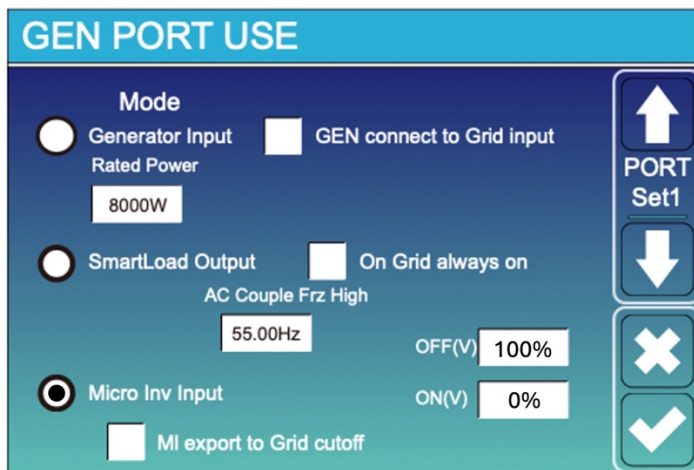 GEN PORT USE
Mode
Generator Input
GEN connect to Grid input
Rated Power
8000W
PORT
Set1
SmartLoad Output
On Grid always on
AC Couple Frz High
55.00Hz
OFF(V) 100%
Micro Inv Input
ON(V) 0%
MI export to Grid cutoff